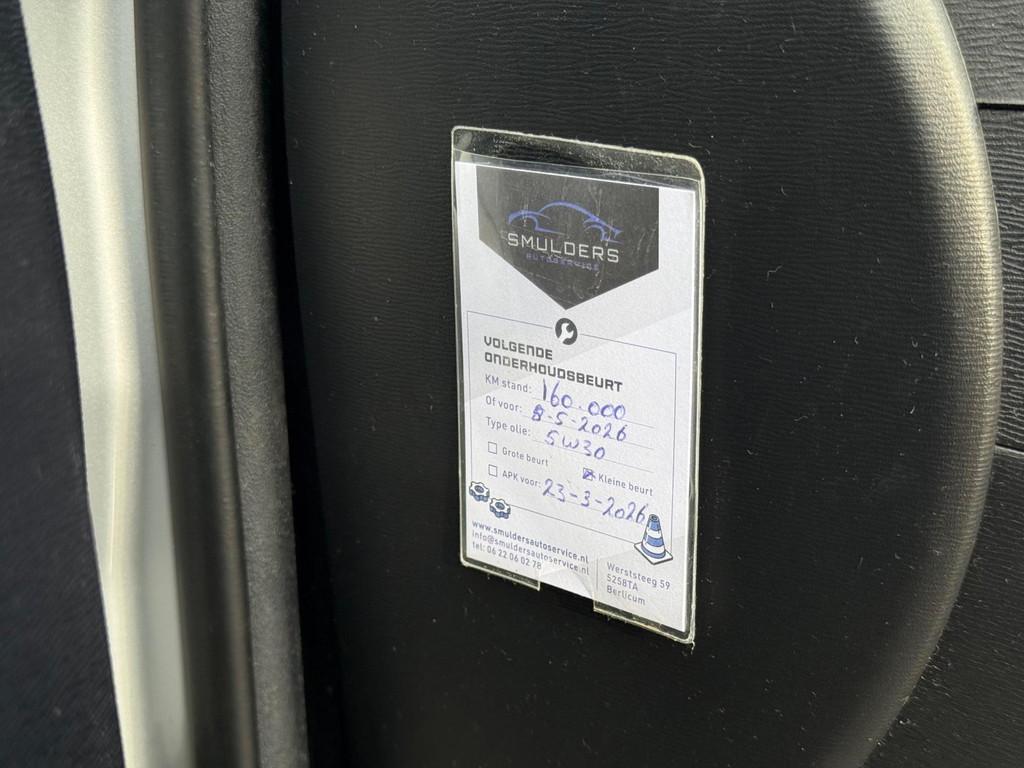 SMULDERS
AUTOSERVICE
VOLGENDE
ONDERHOUDSBEURT
KM stand: 160.000
Of voor: 8-5-2026
Type olie: 5W30
Grote beurt Kleine beurt
APK voor: 23-3-2026
www.smuldersautoservice.nl
info@smuldersautoservice.nl
tel: 06 22 06 02 78
Werststeeg 59
5258TA
Berlicum